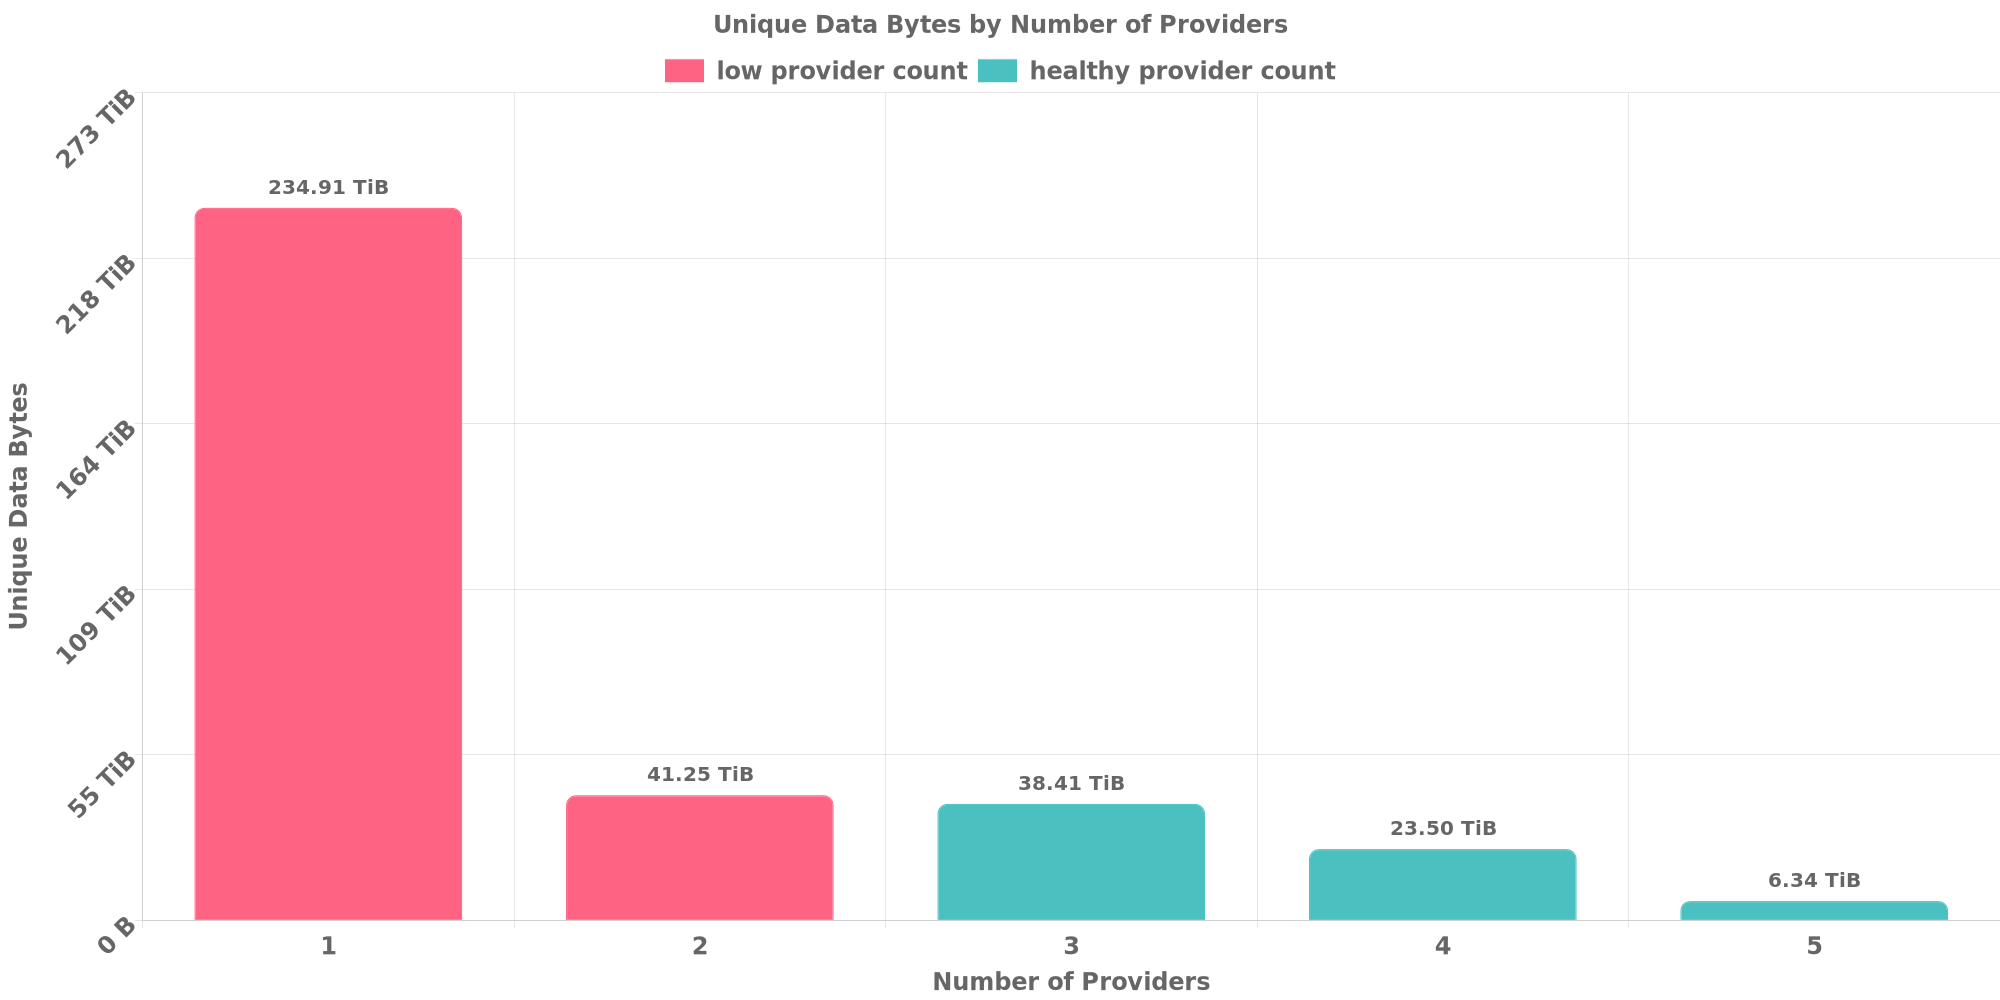 Unique Data Bytes by Number of Providers
low provider count healthy provider count
273 TiB
218 TiB
164 TiB
109 TiB
55 TiB
0 B
Unique Data Bytes
234.91 TiB
41.25 TiB
38.41 TiB
23.50 TiB
6.34 TiB
1 2 3 4 5
Number of Providers